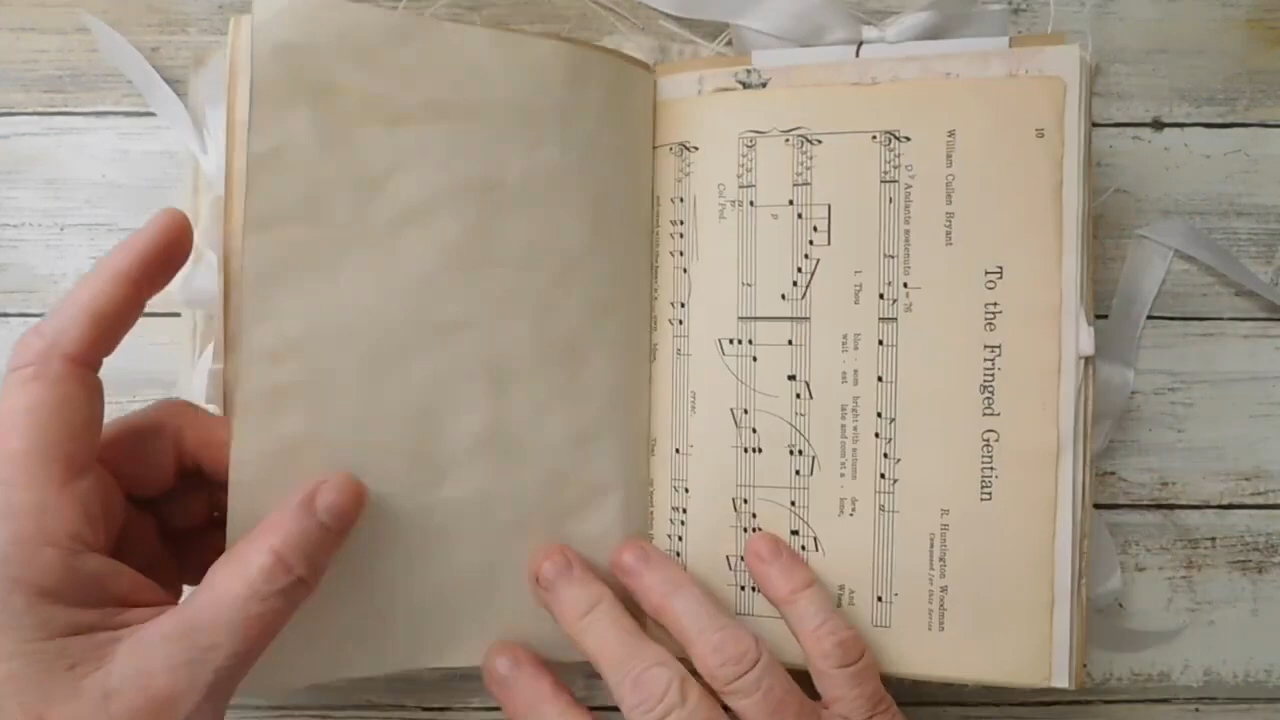 10
To the Fringed Gentian
William Cullen Bryant
R. Huntington Woodman
Composed for this Series
D♭ Andante sostenuto ♩= 76
1. Thou blos - som bright with autumn dew, And
wait - est late and com'st a - lone, When
p
Col Ped.
cresc.